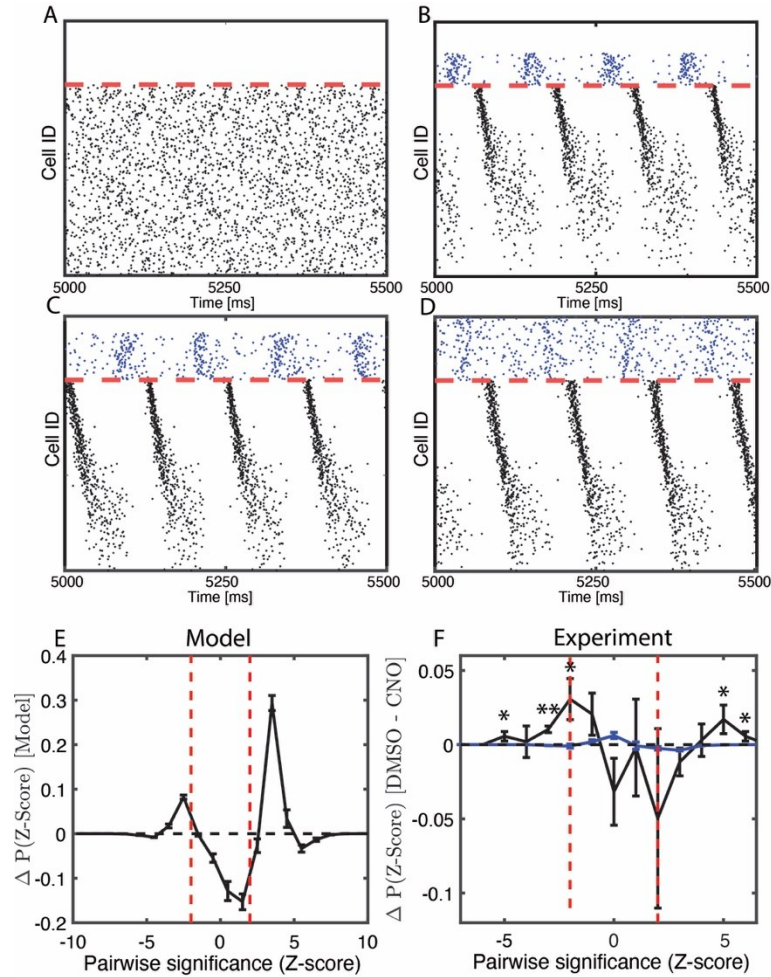 A
B
Cell ID
Cell ID
5000
5250
5500
5000
5250
5500
Time [ms]
Time [ms]
C
D
Cell ID
Cell ID
5000
5250
5500
5000
5250
5500
Time [ms]
Time [ms]
E
Model
F
Experiment
Δ P(Z-Score) [Model]
0.4
0.3
0.2
0.1
0
-0.1
-0.2
-10
-5
0
5
10
Pairwise significance (Z-score)
Δ P(Z-Score) [DMSO - CNO]
0.05
0
-0.05
-0.1
*
**
*
*
*
-5
0
5
Pairwise significance (Z-score)